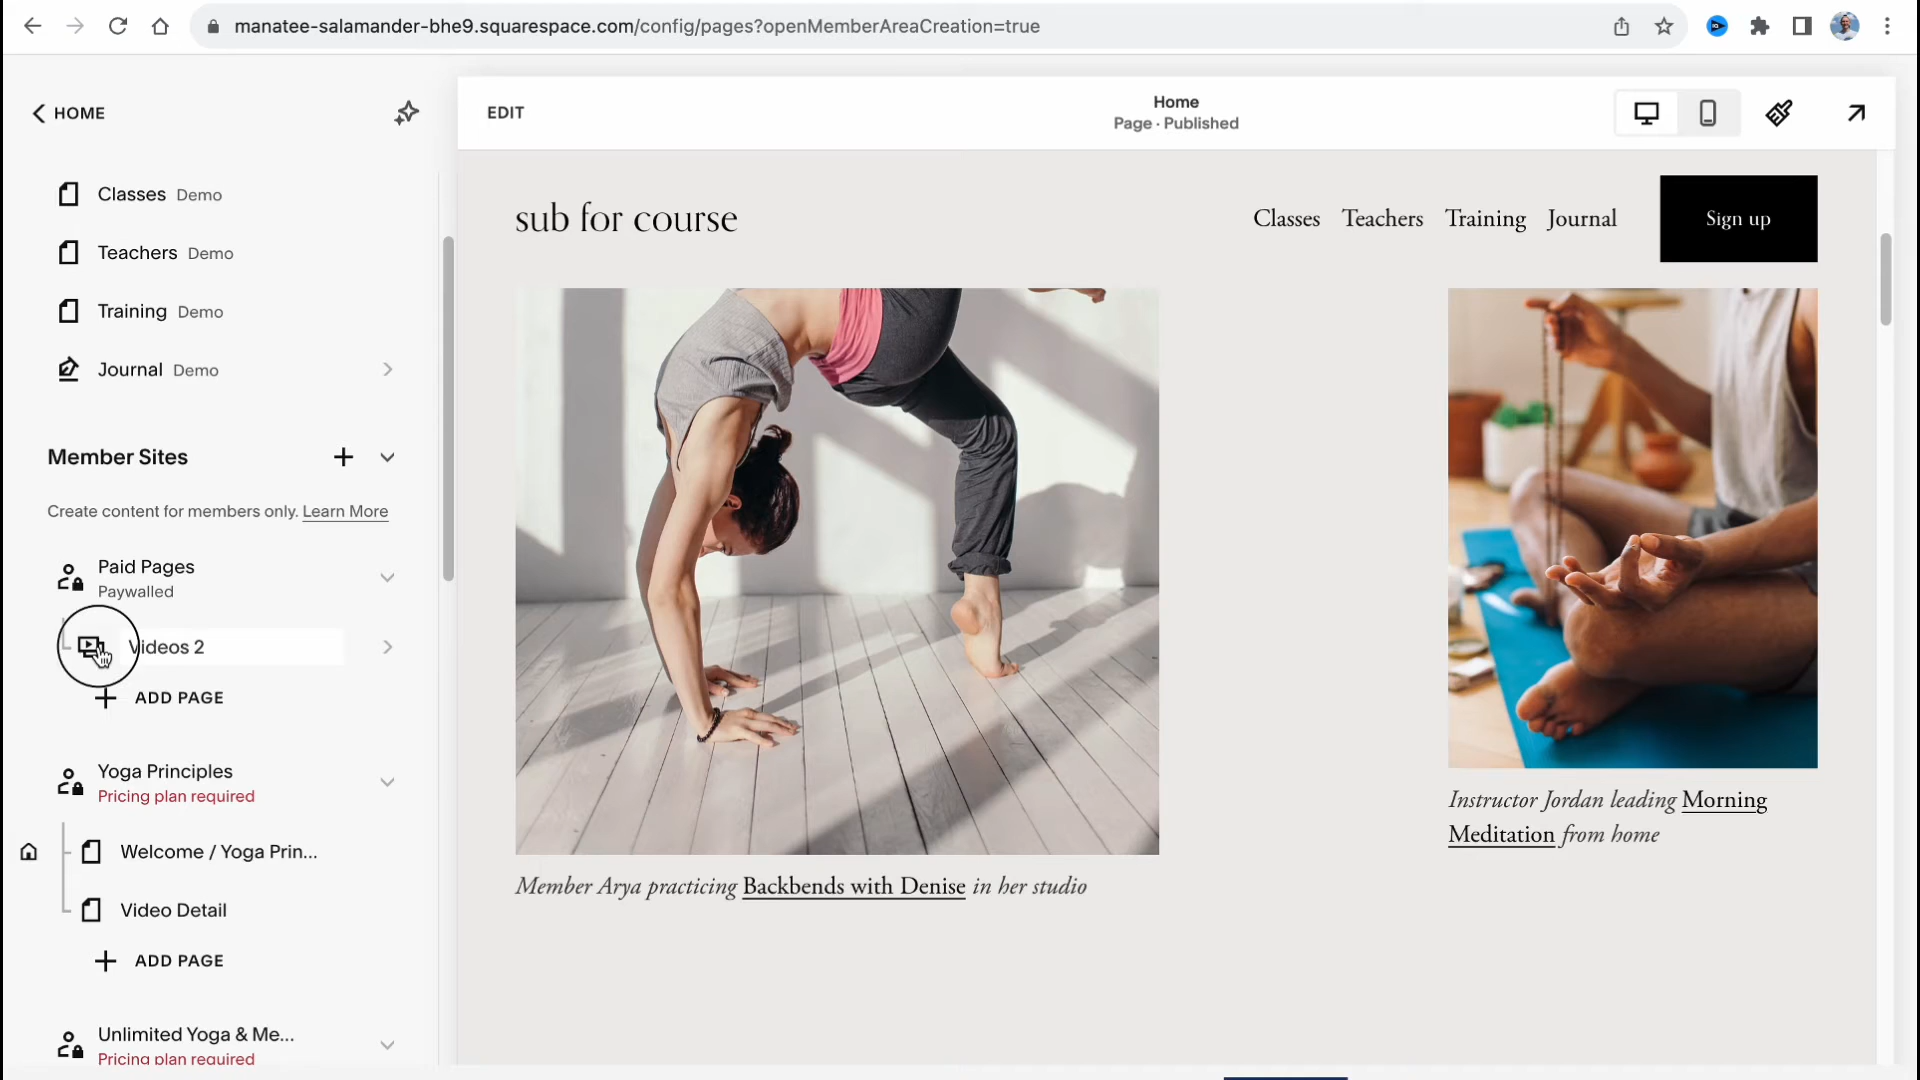 manatee-salamander-bhe9.squarespace.com/config/pages?openMemberAreaCreation=true
HOME
EDIT
Home
Page · Published
Classes Demo
Teachers Demo
Training Demo
Journal Demo
Member Sites
Create content for members only. Learn More
Paid Pages
Paywalled
Videos 2
ADD PAGE
Yoga Principles
Pricing plan required
Welcome / Yoga Prin...
Video Detail
ADD PAGE
Unlimited Yoga & Me...
Pricing plan required
sub for course
Classes Teachers Training Journal
Sign up
Member Arya practicing Backbends with Denise in her studio
Instructor Jordan leading Morning
Meditation from home